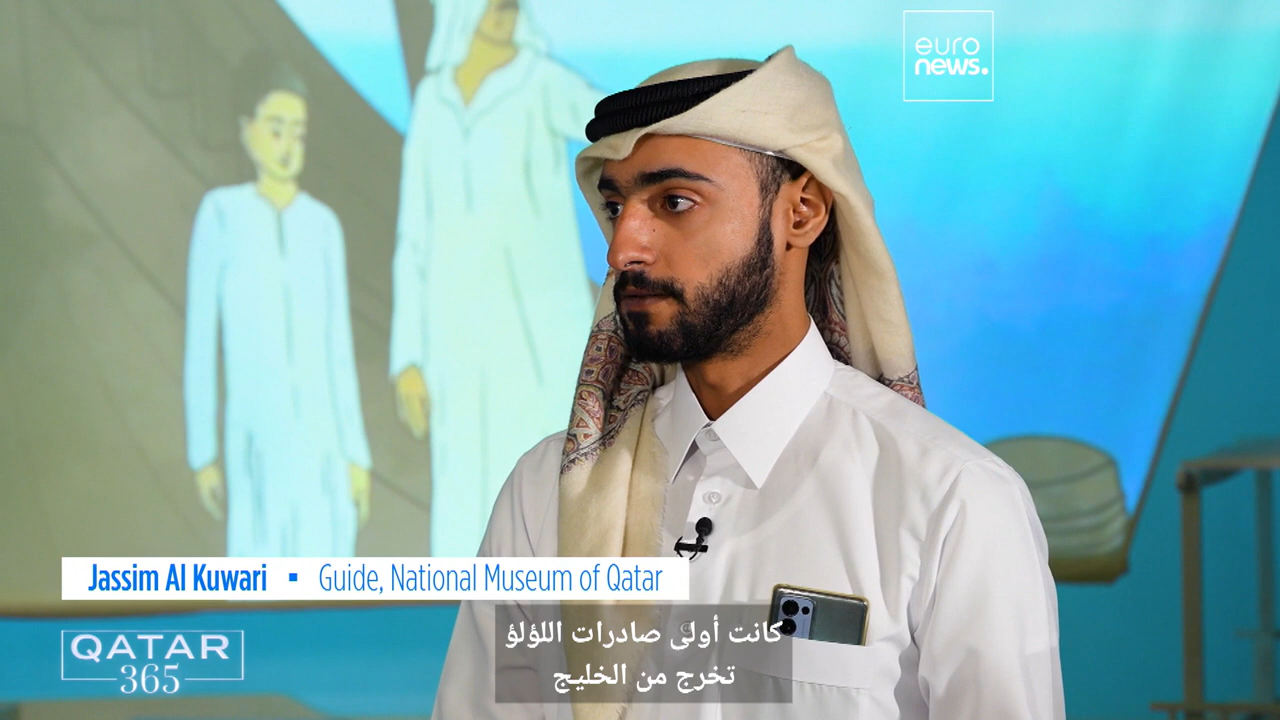 euro
news.
Jassim Al Kuwari ▪ Guide, National Museum of Qatar
QATAR
365
كانت أولى صادرات اللؤلؤ
تخرج من الخليج